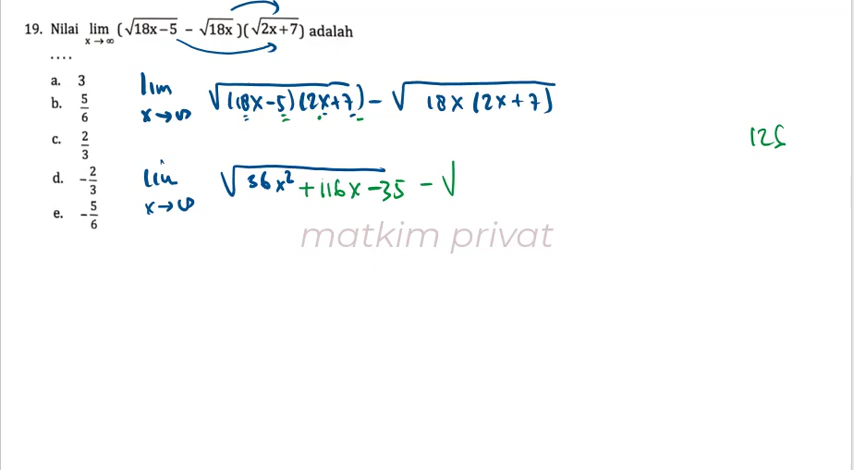 19. Nilai lim x→∞ (√18x−5 − √18x)(√2x+7) adalah
....
a. 3
b. 5/6
c. 2/3
d. −2/3
e. −5/6
lim x→∞ √(18x−5)(2x+7) − √18x(2x+7)
125
lim x→∞ √36x² +116x −35 − √
matkim privat